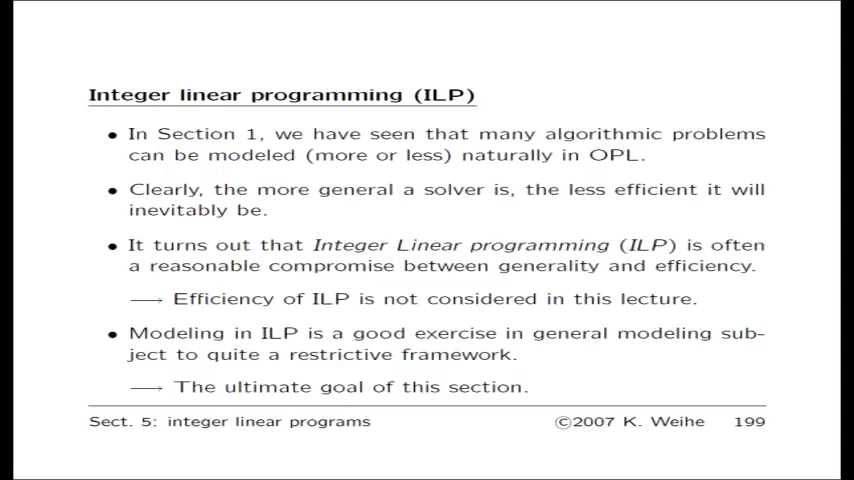 Integer linear programming (ILP)
• In Section 1, we have seen that many algorithmic problems
can be modeled (more or less) naturally in OPL.
• Clearly, the more general a solver is, the less efficient it will
inevitably be.
• It turns out that Integer Linear programming (ILP) is often
a reasonable compromise between generality and efficiency.
⟶ Efficiency of ILP is not considered in this lecture.
• Modeling in ILP is a good exercise in general modeling sub-
ject to quite a restrictive framework.
⟶ The ultimate goal of this section.
Sect. 5: integer linear programs ©2007 K. Weihe 199